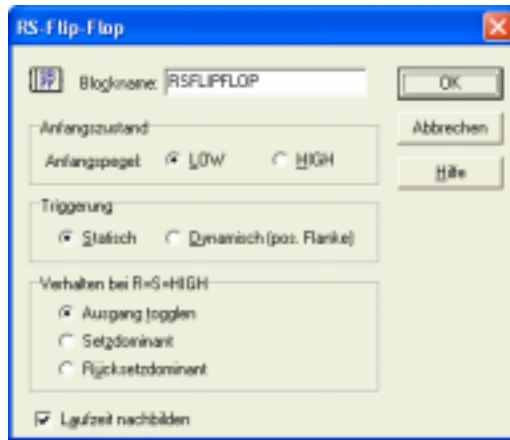 RS-Flip-Flop
Blockname: RSFLIPFLOP
OK
Anfangszustand
Abbrechen
Anfangspegel: LOW HIGH
Hilfe
Triggerung
Statisch Dynamisch (pos. Flanke)
Verhalten bei R=S=HIGH
Ausgang togglen
Setzdominant
Rücksetzdominant
Laufzeit nachbilden